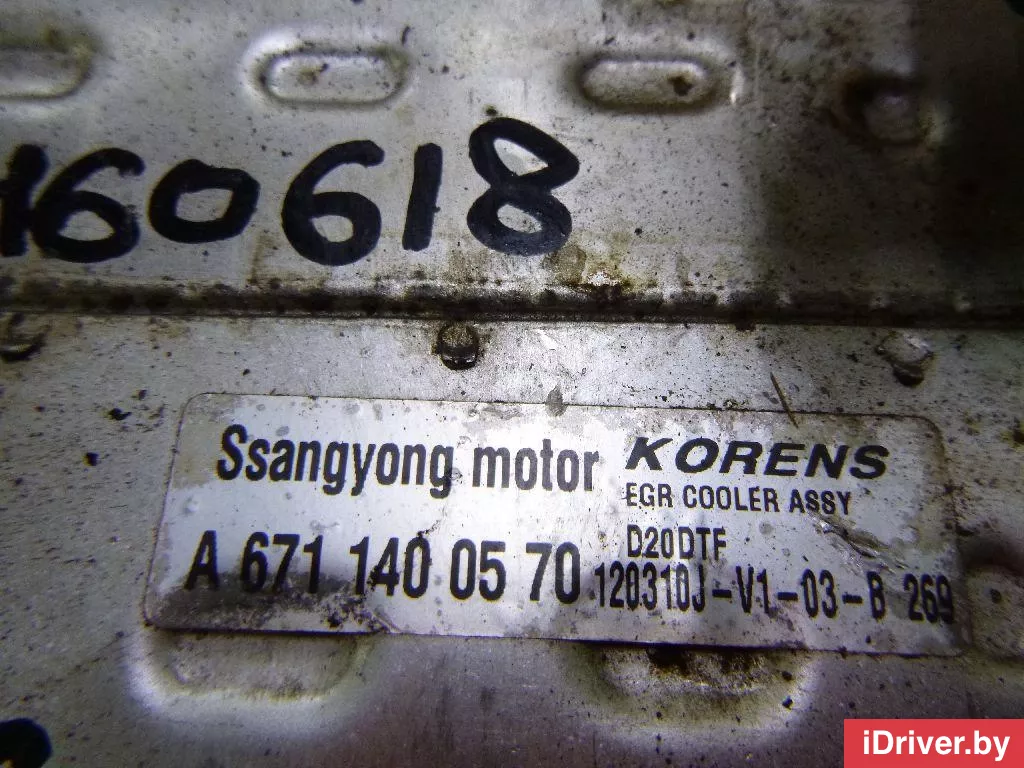 160618
Ssangyong motor KORENS
EGR COOLER ASSY
A 671 140 05 70 D20DTF
120310J-V1-03-B 269
iDriver.by